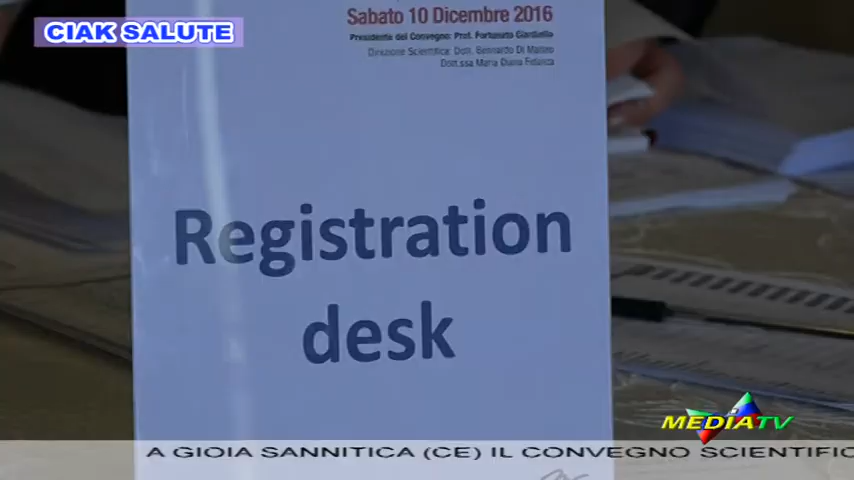 CIAK SALUTE
Sabato 10 Dicembre 2016
Presidente del Convegno: Prof. Fortunato Ciardiello
Direzione Scientifica: Dott. Bernardo Di Matteo
Dott.ssa Maria Diana Fidanza
Registration
desk
MEDIATV
A GIOIA SANNITICA (CE) IL CONVEGNO SCIENTIFIC